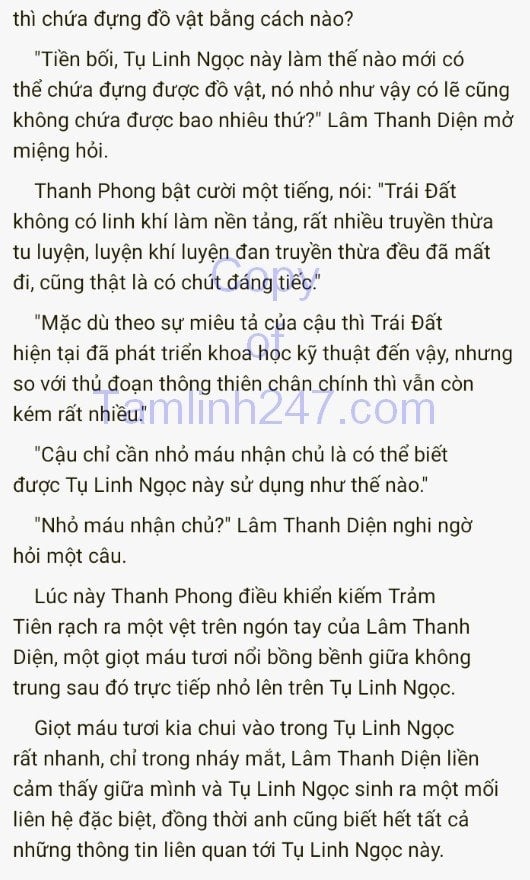 thì chứa đựng đồ vật bằng cách nào?
"Tiền bối, Tụ Linh Ngọc này làm thế nào mới có
thể chứa đựng được đồ vật, nó nhỏ như vậy có lẽ cũng
không chứa được bao nhiêu thứ?" Lâm Thanh Diện mở
miệng hỏi.
Thanh Phong bật cười một tiếng, nói: "Trái Đất
không có linh khí làm nền tảng, rất nhiều truyền thừa
tu luyện, luyện khí luyện đan truyền thừa đều đã mất
đi, cũng thật là có chút đáng tiếc."
Copy
"Mặc dù theo sự miêu tả của cậu thì Trái Đất
of
hiện tại đã phát triển khoa học kỹ thuật đến vậy, nhưng
so với thủ đoạn thông thiên chân chính thì vẫn còn
kém rất nhiều."
Tamlinh247.com
"Cậu chỉ cần nhỏ máu nhận chủ là có thể biết
được Tụ Linh Ngọc này sử dụng như thế nào."
"Nhỏ máu nhận chủ?" Lâm Thanh Diện nghi ngờ
hỏi một câu.
Lúc này Thanh Phong điều khiển kiếm Trảm
Tiên rạch ra một vệt trên ngón tay của Lâm Thanh
Diện, một giọt máu tươi nổi bồng bềnh giữa không
trung sau đó trực tiếp nhỏ lên trên Tụ Linh Ngọc.
Giọt máu tươi kia chui vào trong Tụ Linh Ngọc
rất nhanh, chỉ trong nháy mắt, Lâm Thanh Diện liền
cảm thấy giữa mình và Tụ Linh Ngọc sinh ra một mối
liên hệ đặc biệt, đồng thời anh cũng biết hết tất cả
những thông tin liên quan tới Tụ Linh Ngọc này.